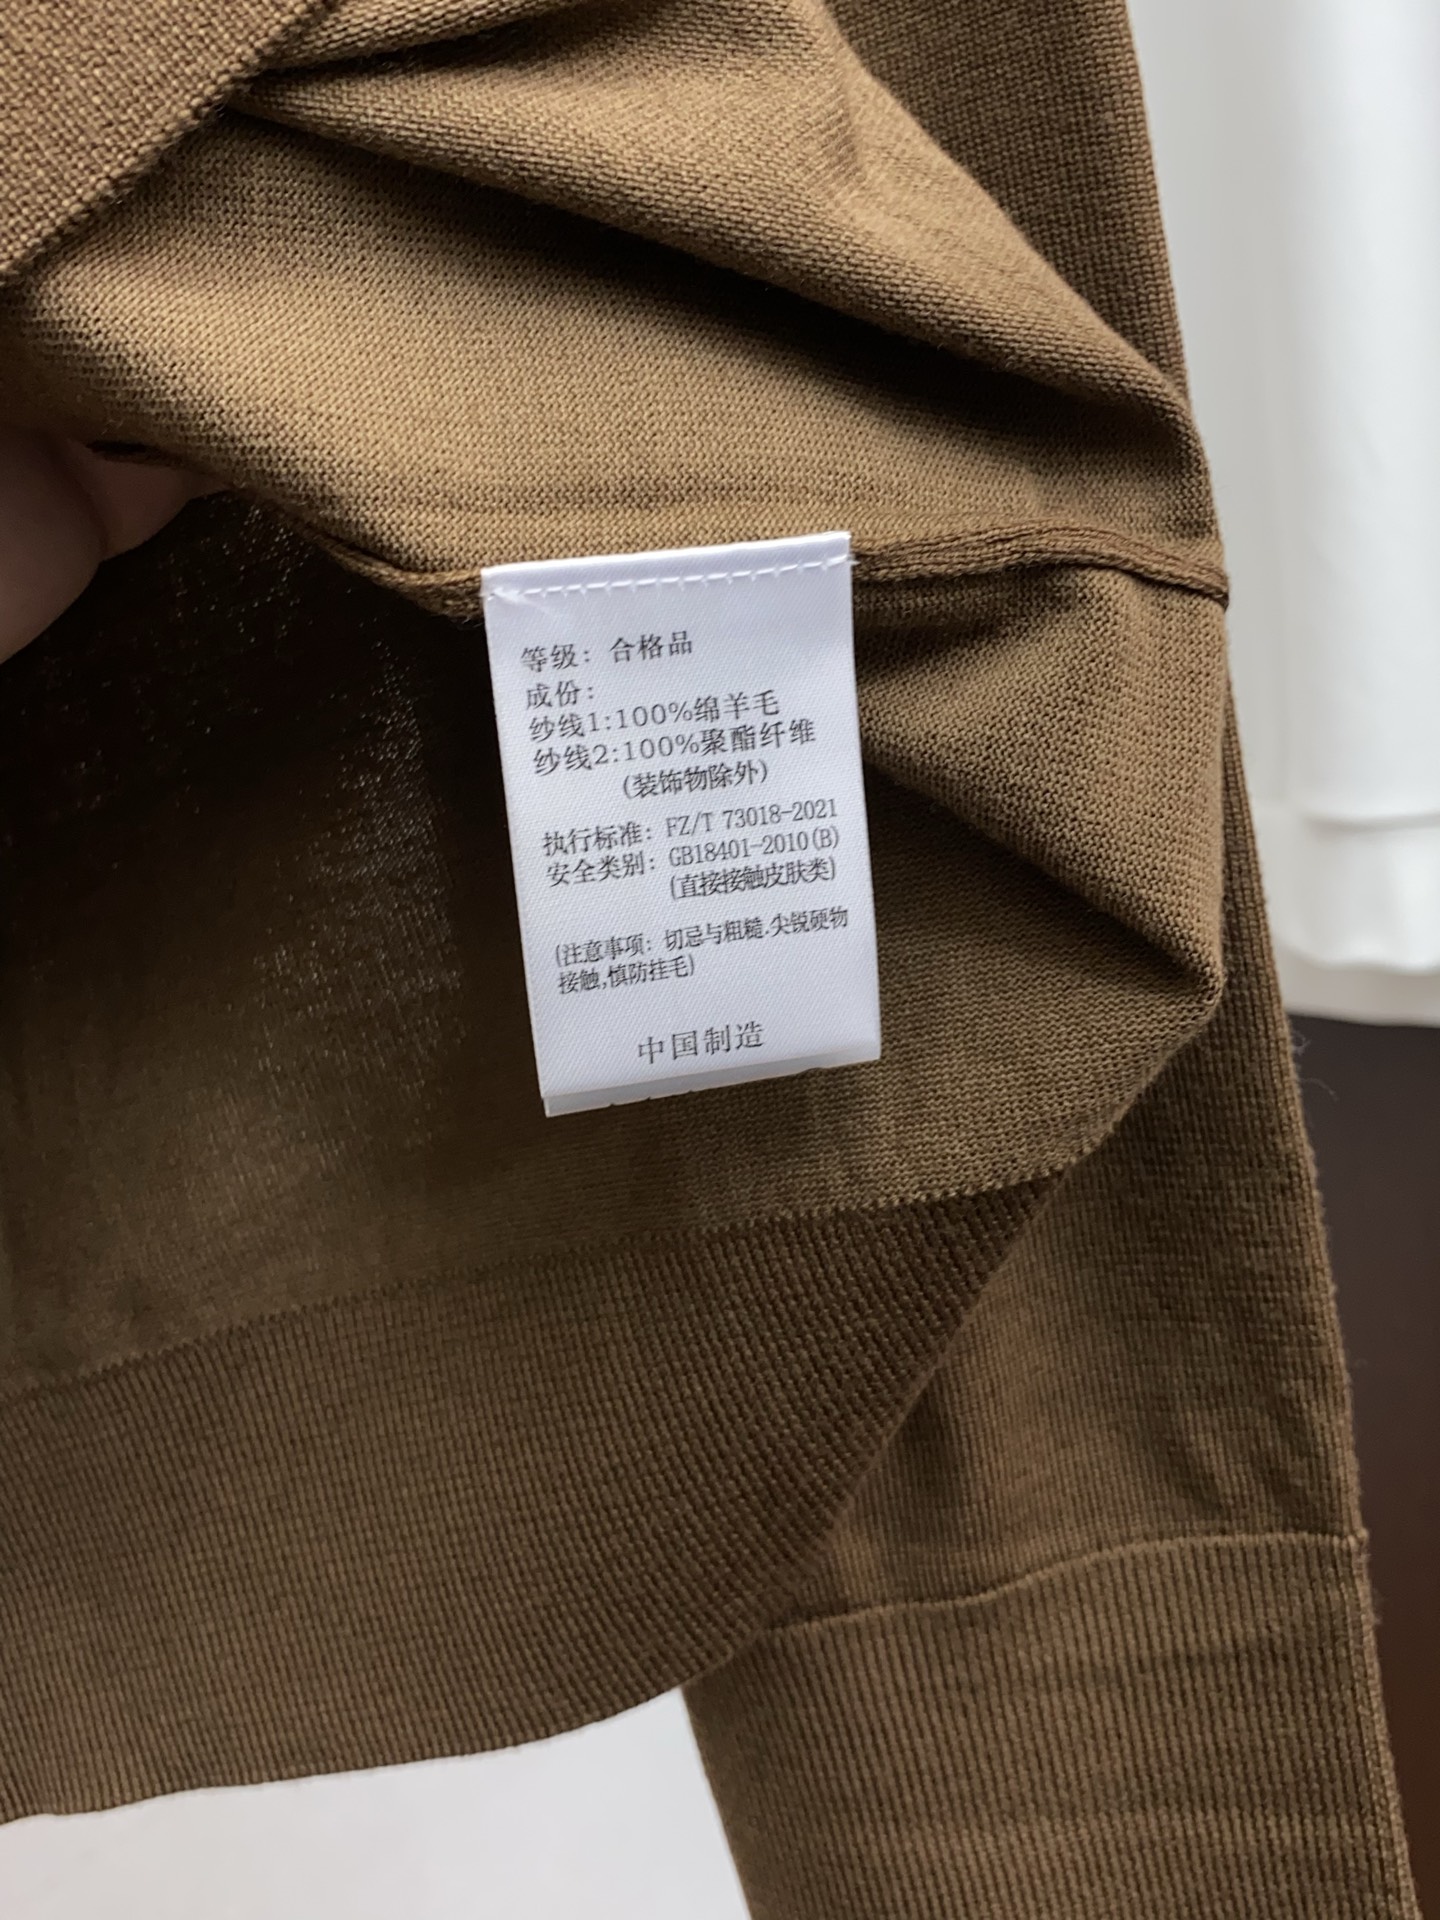 等级：合格品
成份：
纱线1:100%绵羊毛
纱线2:100%聚酯纤维
(装饰物除外)
执行标准：FZ/T 73018-2021
安全类别：GB18401-2010(B)
(直接接触皮肤类)
(注意事项：切忌与粗糙.尖锐硬物
接触,慎防挂毛)
中国制造